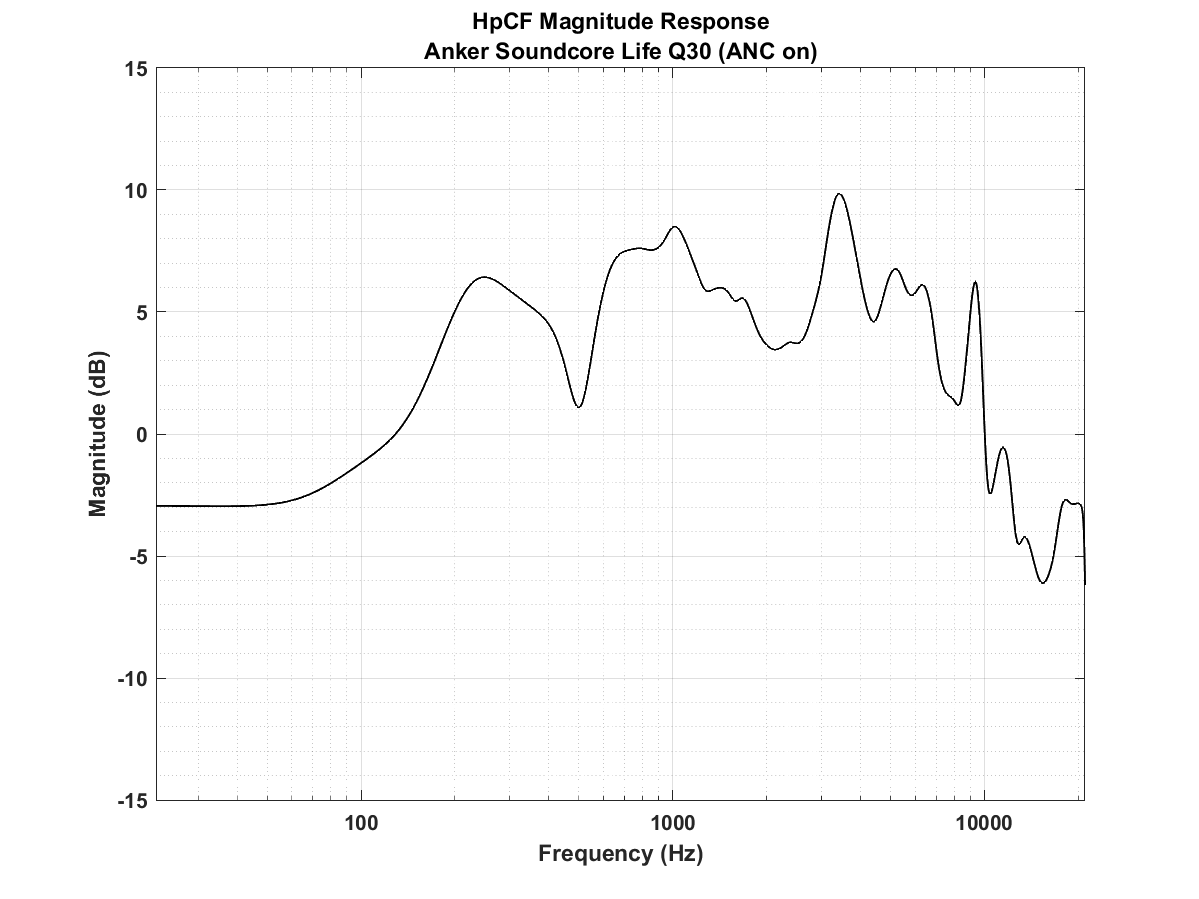 HpCF Magnitude Response
Anker Soundcore Life Q30 (ANC on)
15
10
5
0
-5
-10
-15
Magnitude (dB)
100
1000
10000
Frequency (Hz)